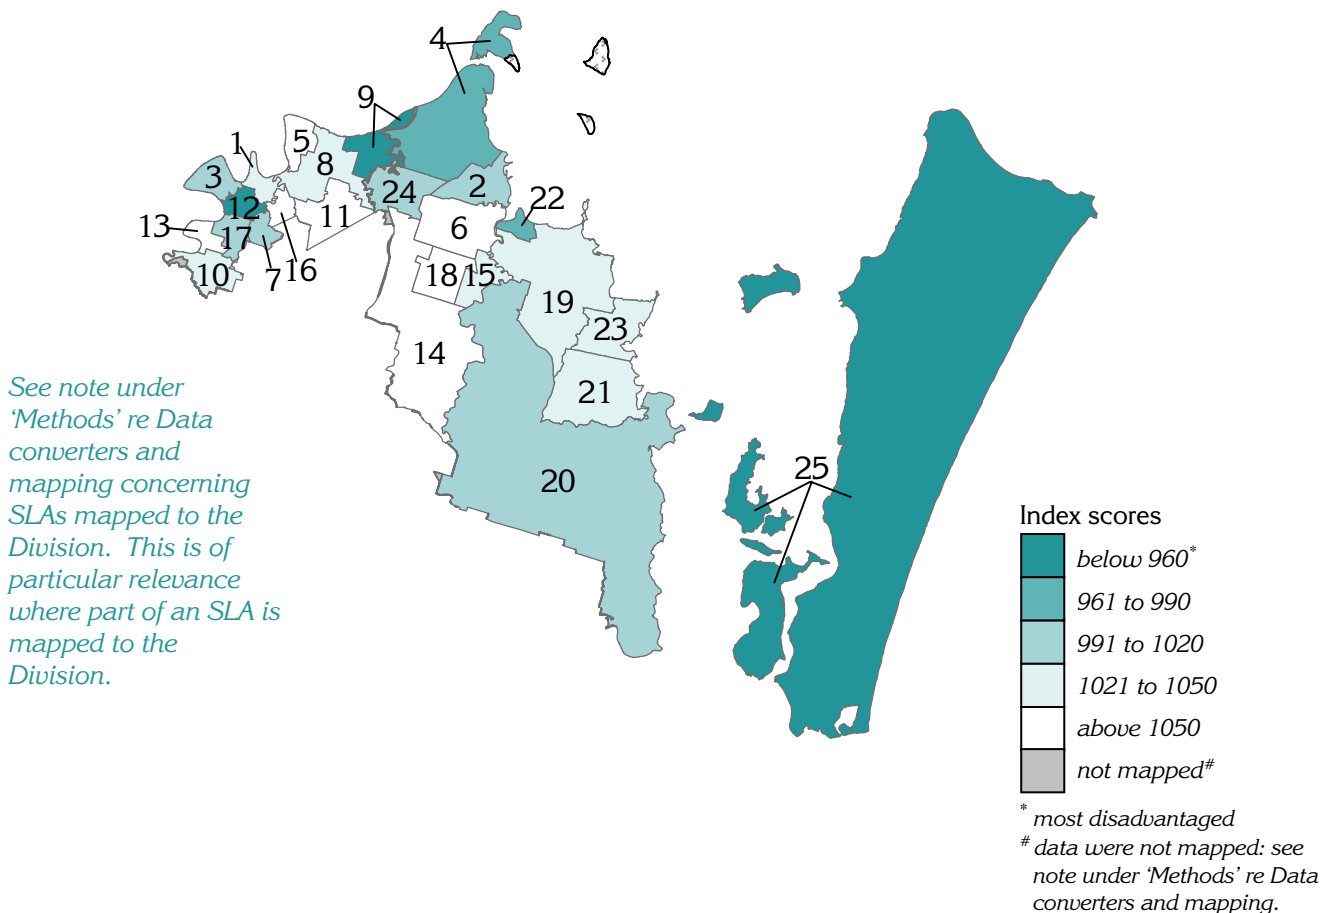 4
9
5
1
8
3
24
2
22
12
11
13
6
17
7
16
10
18
15
19
23
14
21
See note under
'Methods' re Data
converters and
mapping concerning
SLAs mapped to the
Division.  This is of
particular relevance
where part of an SLA is
mapped to the
Division.
20
25
Index scores
below 960*
961 to 990
991 to 1020
1021 to 1050
above 1050
not mapped#
* most disadvantaged
# data were not mapped: see
note under 'Methods' re Data
converters and mapping.